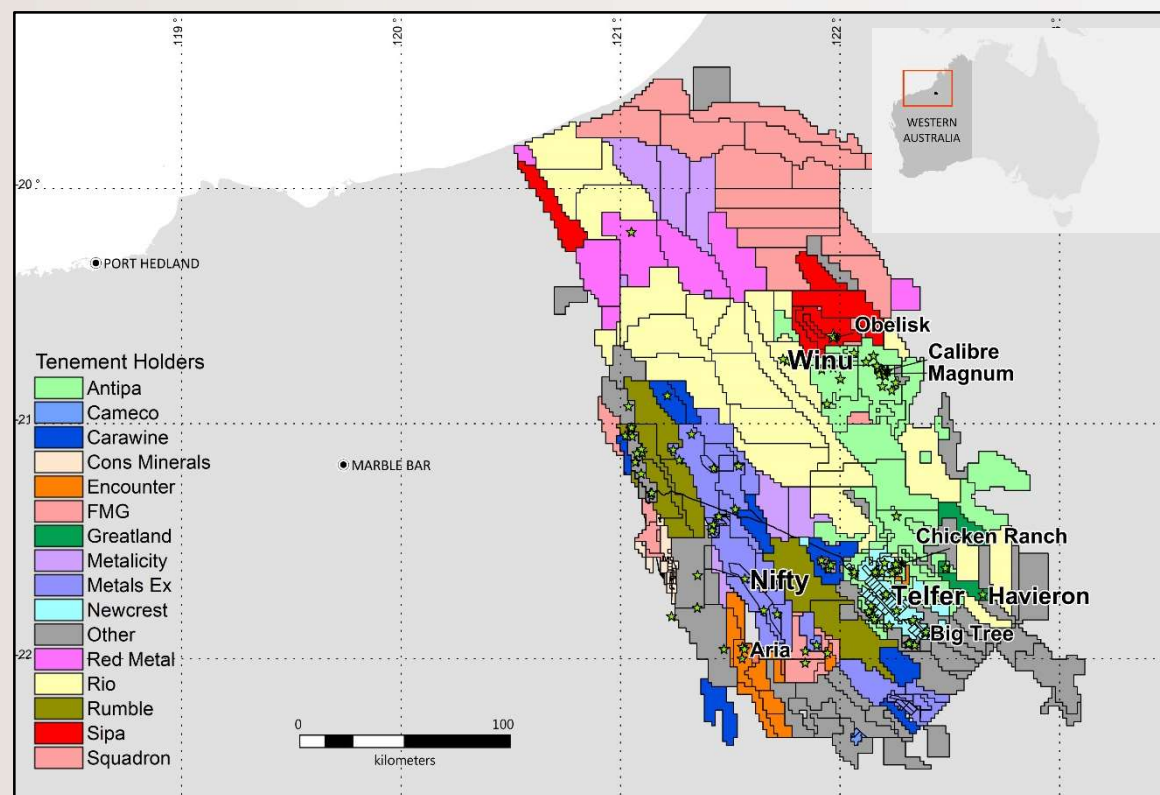 119 °
120 °
121 °
122 °
-20 °
-21 °
-22 °
WESTERN
AUSTRALIA
PORT HEDLAND
MARBLE BAR
Obelisk
Winu
Calibre
Magnum
Chicken Ranch
Nifty
Telfer
Havieron
Big Tree
Aria
Tenement Holders
Antipa
Cameco
Carawine
Cons Minerals
Encounter
FMG
Greatland
Metalicity
Metals Ex
Newcrest
Other
Red Metal
Rio
Rumble
Sipa
Squadron
0
100
kilometers